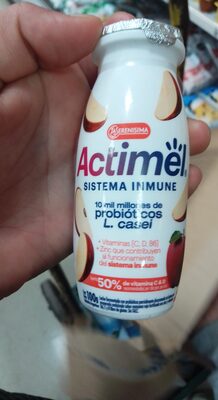 La SERENISIMA
Actimel
SISTEMA INMUNE
10 mil millones de
probióticos
L. casei
+ Vitaminas [C, D, B6]
+ Zinc que contribuyen
al funcionamiento
del sistema inmune
50% de vitamina C & D
100g